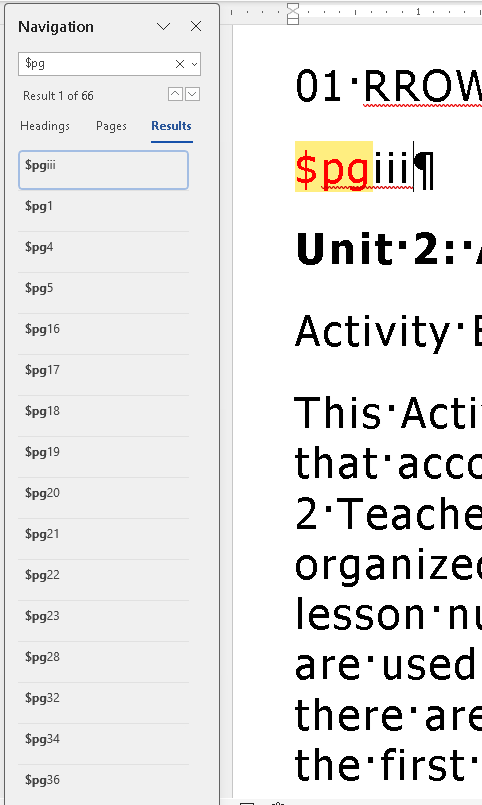 Navigation
$pg
Result 1 of 66
Headings Pages Results
$pgiii
$pg1
$pg4
$pg5
$pg16
$pg17
$pg18
$pg19
$pg20
$pg21
$pg22
$pg23
$pg28
$pg32
$pg34
$pg36
1
01·RROW
$pgiii¶
Unit·2:·A
Activity·E
This·Acti
that·acco
2·Teache
organized
lesson·nu
are·used
there·are
the·first·